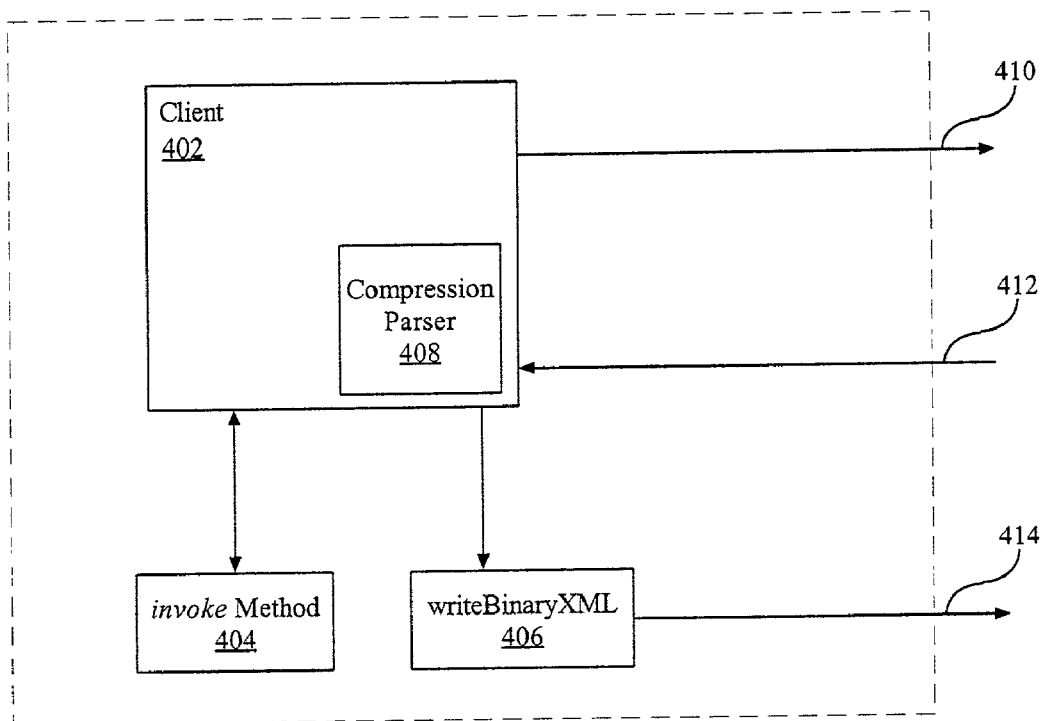 410
Client
402
Compression
Parser
408
412
414
invoke Method
404
writeBinaryXML
406